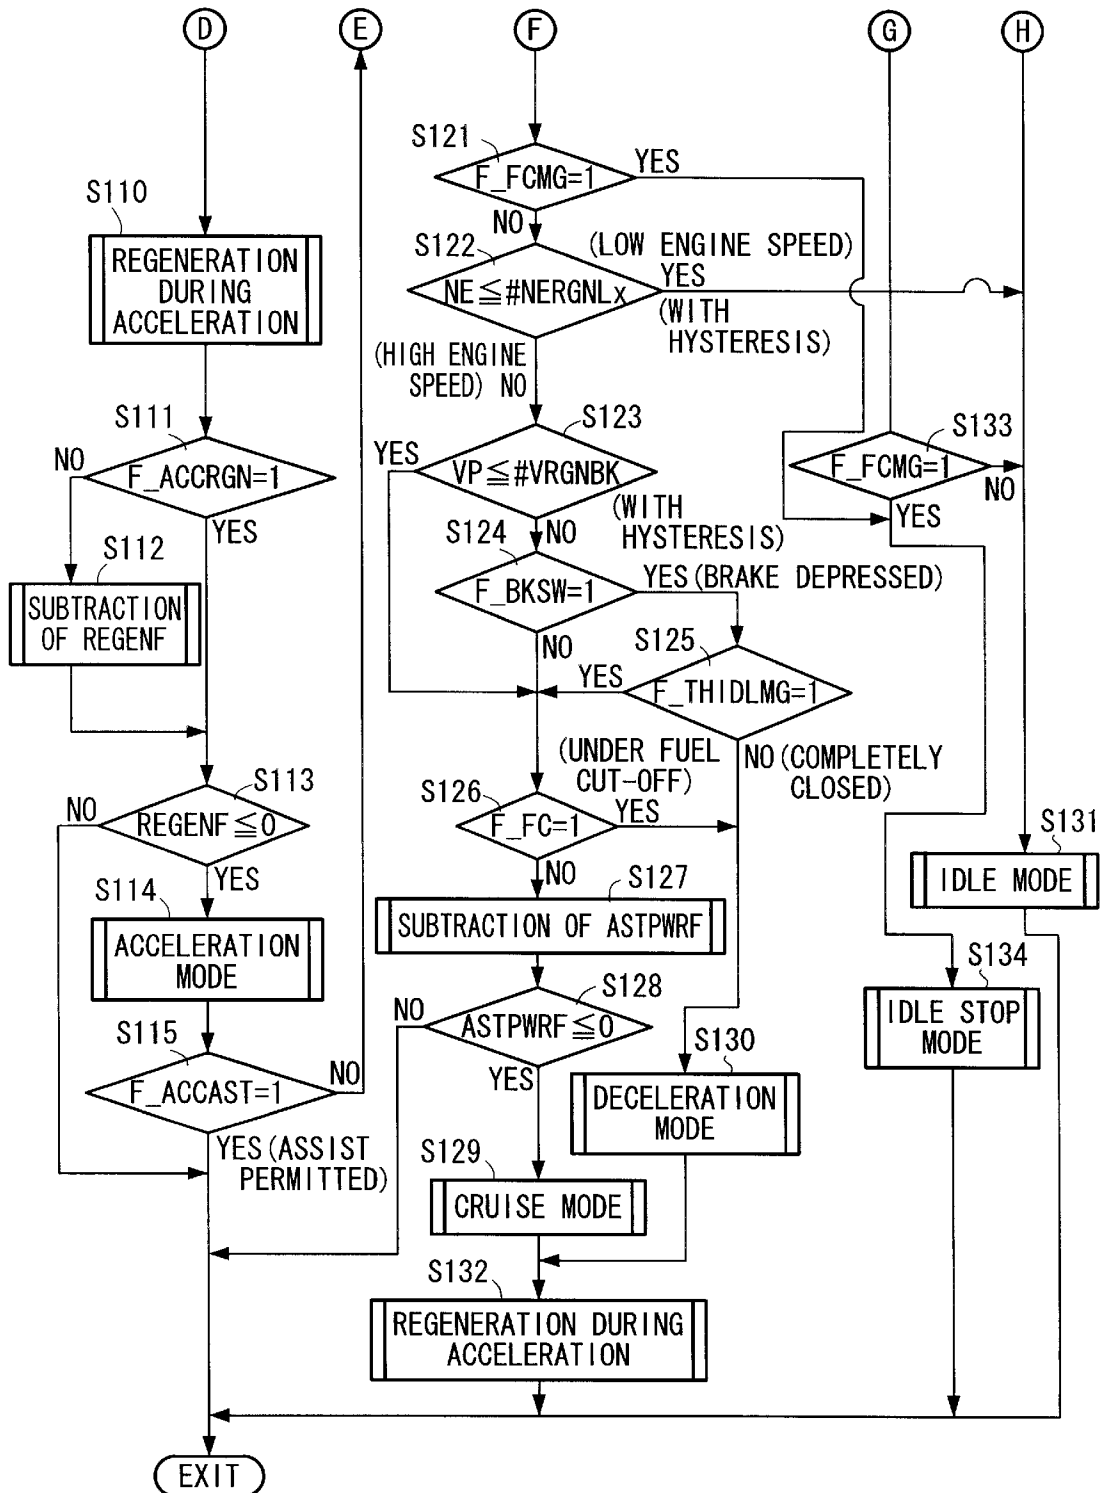 D
E
F
G
H
S110
REGENERATION
DURING
ACCELERATION
S111
F_ACCRGN=1
NO
YES
S112
SUBTRACTION
OF REGENF
S113
REGENF≦0
NO
YES
S114
ACCELERATION
MODE
S115
F_ACCAST=1
NO
YES (ASSIST
PERMITTED)
S121
F_FCMG=1
YES
NO
S122
NE≦#NERGNLx
(LOW ENGINE SPEED)
YES
(WITH
HYSTERESIS)
(HIGH ENGINE
SPEED) NO
S123
VP≦#VRGNBK
YES
(WITH
HYSTERESIS)
NO
S124
F_BKSW=1
YES (BRAKE DEPRESSED)
NO
S125
F_THIDLMG=1
YES
NO (COMPLETELY
CLOSED)
(UNDER FUEL
CUT-OFF)
S126
F_FC=1
YES
NO
S127
SUBTRACTION OF ASTPWRF
S128
ASTPWRF≦0
NO
YES
S129
CRUISE MODE
S130
DECELERATION
MODE
S132
REGENERATION DURING
ACCELERATION
S133
F_FCMG=1
NO
YES
S131
IDLE MODE
S134
IDLE STOP
MODE
EXIT